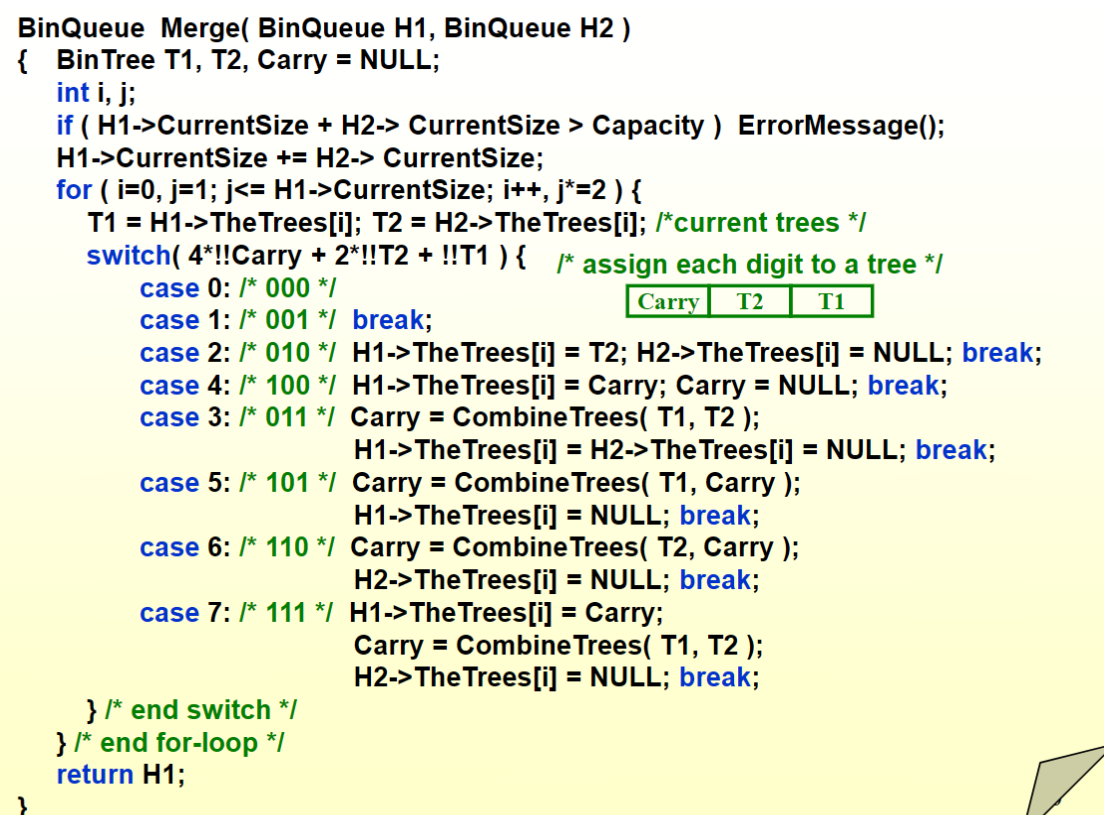 BinQueue Merge( BinQueue H1, BinQueue H2 )
{ BinTree T1, T2, Carry = NULL;
int i, j;
if ( H1->CurrentSize + H2-> CurrentSize > Capacity ) ErrorMessage();
H1->CurrentSize += H2-> CurrentSize;
for ( i=0, j=1; j<= H1->CurrentSize; i++, j*=2 ) {
T1 = H1->TheTrees[i]; T2 = H2->TheTrees[i]; /*current trees */
switch( 4*!!Carry + 2*!!T2 + !!T1 ) { /* assign each digit to a tree */
case 0: /* 000 */
Carry T2 T1
case 1: /* 001 */ break;
case 2: /* 010 */ H1->TheTrees[i] = T2; H2->TheTrees[i] = NULL; break;
case 4: /* 100 */ H1->TheTrees[i] = Carry; Carry = NULL; break;
case 3: /* 011 */ Carry = CombineTrees( T1, T2 );
H1->TheTrees[i] = H2->TheTrees[i] = NULL; break;
case 5: /* 101 */ Carry = CombineTrees( T1, Carry );
H1->TheTrees[i] = NULL; break;
case 6: /* 110 */ Carry = CombineTrees( T2, Carry );
H2->TheTrees[i] = NULL; break;
case 7: /* 111 */ H1->TheTrees[i] = Carry;
Carry = CombineTrees( T1, T2 );
H2->TheTrees[i] = NULL; break;
} /* end switch */
} /* end for-loop */
return H1;
}